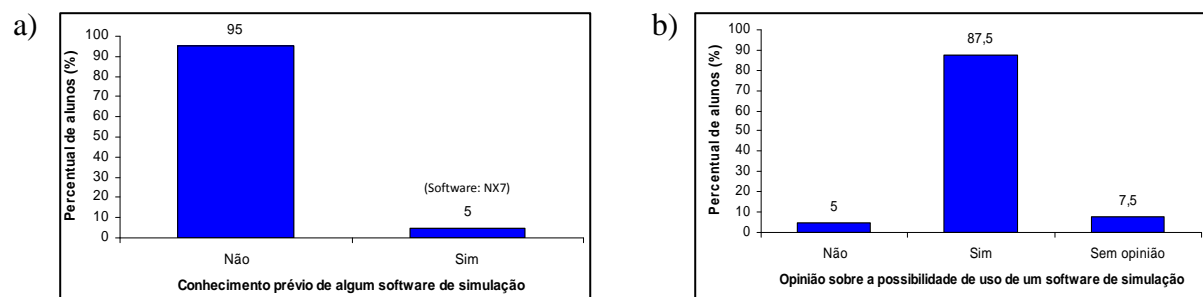 a)
Percentual de alunos (%)
100
90
80
70
60
50
40
30
20
10
0
95
(Software: NX7)
5
Não
Sim
Conhecimento prévio de algum software de simulação
b)
Percentual de alunos (%)
100
90
80
70
60
50
40
30
20
10
0
5
87,5
7,5
Não
Sim
Sem opinião
Opinião sobre a possibilidade de uso de um software de simulação